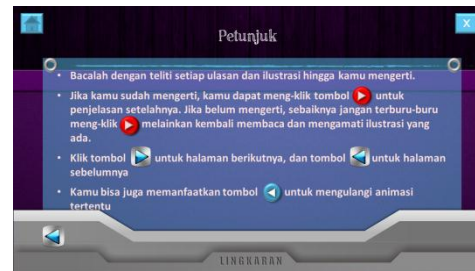 Petunjuk
X
• Bacalah dengan teliti setiap ulasan dan ilustrasi hingga kamu mengerti.
• Jika kamu sudah mengerti, kamu dapat meng-klik tombol untuk
penjelasan setelahnya. Jika belum mengerti, sebaiknya jangan terburu-buru
meng-klik melainkan kembali membaca dan mengamati ilustrasi yang
ada.
• Klik tombol untuk halaman berikutnya, dan tombol untuk halaman
sebelumnya
• Kamu bisa juga memanfaatkan tombol untuk mengulangi animasi
tertentu
LINGKARAN